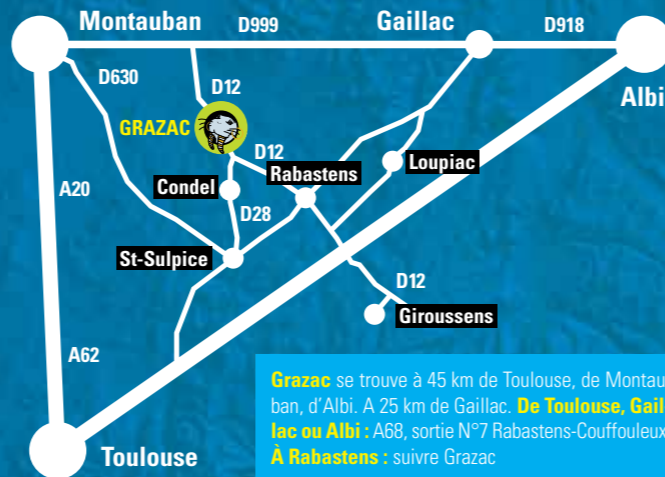 Montauban D999 Gaillac D918
D630
D12
Albi
GRAZAC
D12
Rabastens
Loupiac
Condel
A20
D28
St-Sulpice
D12
Giroussens
A62
Toulouse
Grazac se trouve à 45 km de Toulouse, de Montau-
ban, d'Albi. A 25 km de Gaillac. De Toulouse, Gail-
lac ou Albi : A68, sortie N°7 Rabastens-Couffouleux
À Rabastens : suivre Grazac